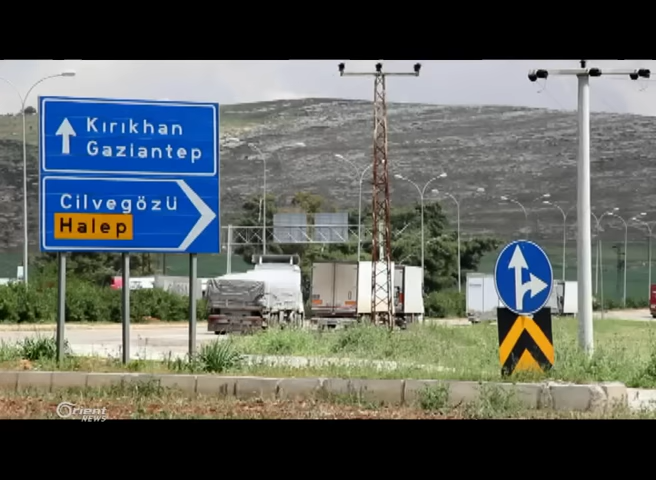 Kırıkhan
Gaziantep
Cilvegözü
Halep
Orient
NEWS